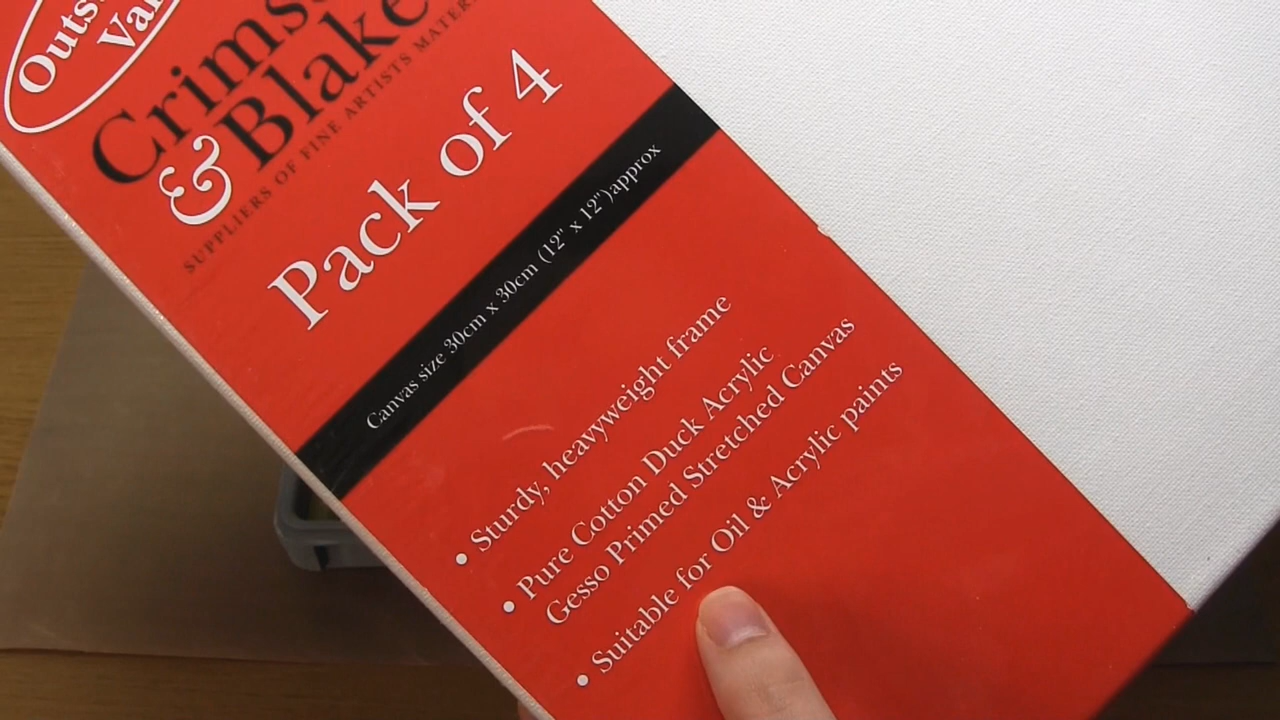 Crims
& Blake
SUPPLIERS OF FINE ARTISTS
Pack of 4
Canvas size 30cm x 30cm (12" x 12")approx
• Sturdy, heavyweight frame
• Pure Cotton Duck Acrylic
Gesso Primed Stretched Canvas
• Suitable for Oil & Acrylic paints